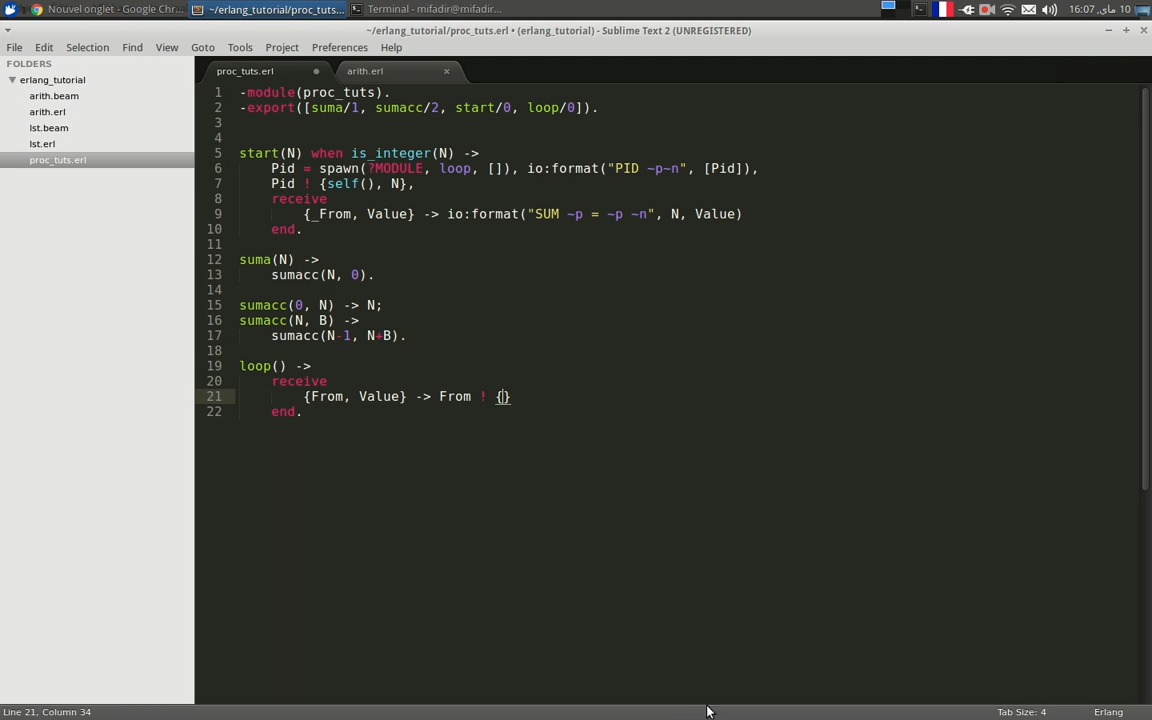 Nouvel onglet - Google Chr...
~/erlang_tutorial/proc_tuts...
Terminal - mifadir@mifadir...
16:07 ,ماي 10
~/erlang_tutorial/proc_tuts.erl • (erlang_tutorial) - Sublime Text 2 (UNREGISTERED)
File Edit Selection Find View Goto Tools Project Preferences Help
FOLDERS
erlang_tutorial
arith.beam
arith.erl
lst.beam
lst.erl
proc_tuts.erl
proc_tuts.erl
arith.erl
1 -module(proc_tuts).
2 -export([suma/1, sumacc/2, start/0, loop/0]).
3
4
5 start(N) when is_integer(N) ->
6     Pid = spawn(?MODULE, loop, []), io:format("PID ~p~n", [Pid]),
7     Pid ! {self(), N},
8     receive
9         {_From, Value} -> io:format("SUM ~p = ~p ~n", N, Value)
10     end.
11
12 suma(N) ->
13     sumacc(N, 0).
14
15 sumacc(0, N) -> N;
16 sumacc(N, B) ->
17     sumacc(N-1, N+B).
18
19 loop() ->
20     receive
21         {From, Value} -> From ! {}
22     end.
Line 21, Column 34
Tab Size: 4
Erlang